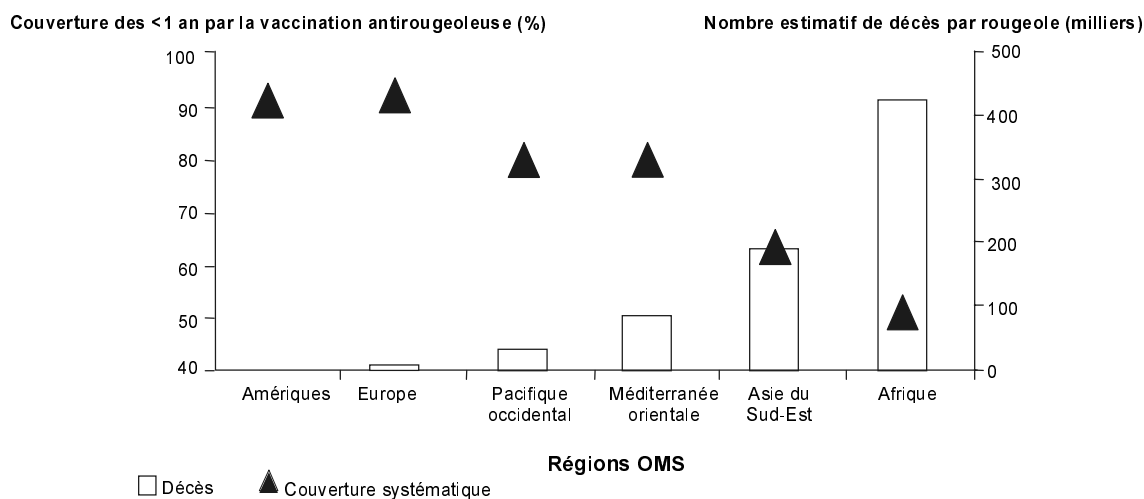 Couverture des <1 an par la vaccination antirougeoleuse (%)
Nombre estimatif de décès par rougeole (milliers)
100
90
80
70
60
50
40
500
400
300
200
100
0
Amériques
Europe
Pacifique
occidental
Méditerranée
orientale
Asie du
Sud-Est
Afrique
Régions OMS
Décès
Couverture systématique